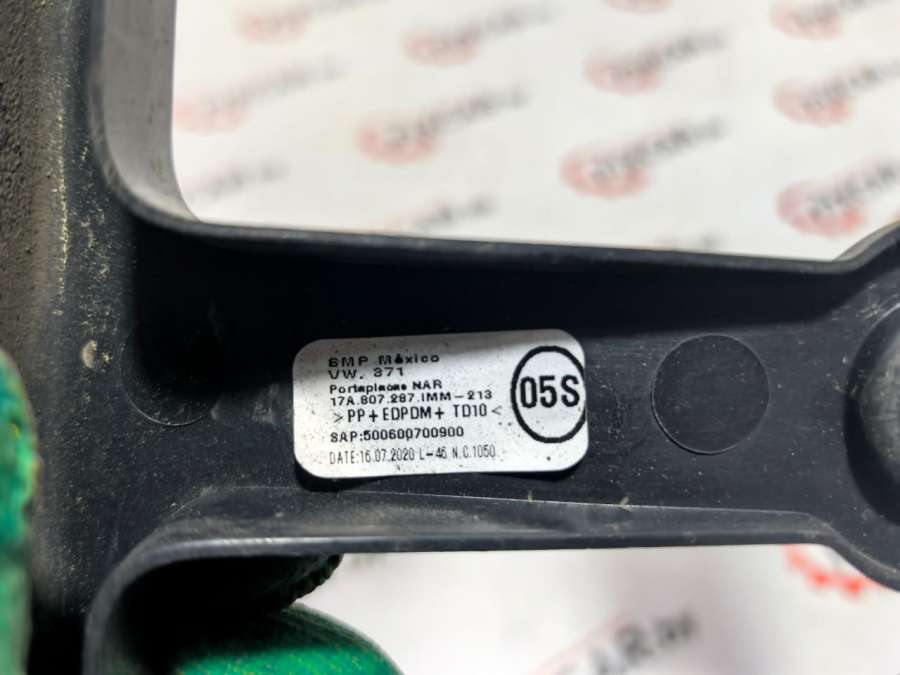 SMP México
VW. 371
Portaplacas NAR
17A.807.287.IMM-213
>PP+EDPDM+ TD10<
SAP:500600700900
DATE:16.07.2020 L-46 N.C.1050
05S